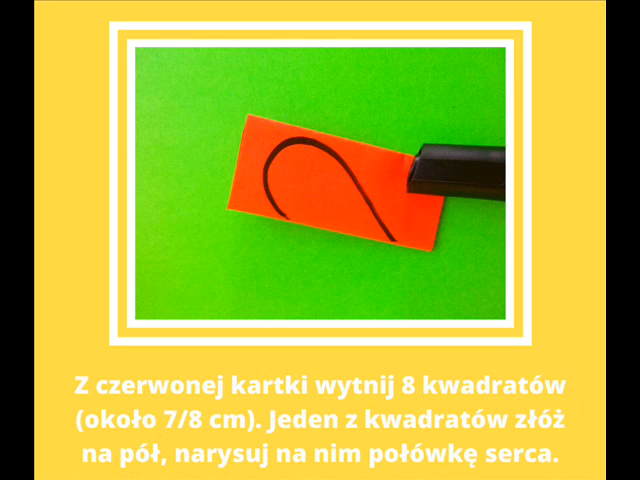 Z czerwonej kartki wytnij 8 kwadratów
(około 7/8 cm). Jeden z kwadratów złóż
na pół, narysuj na nim połówkę serca.